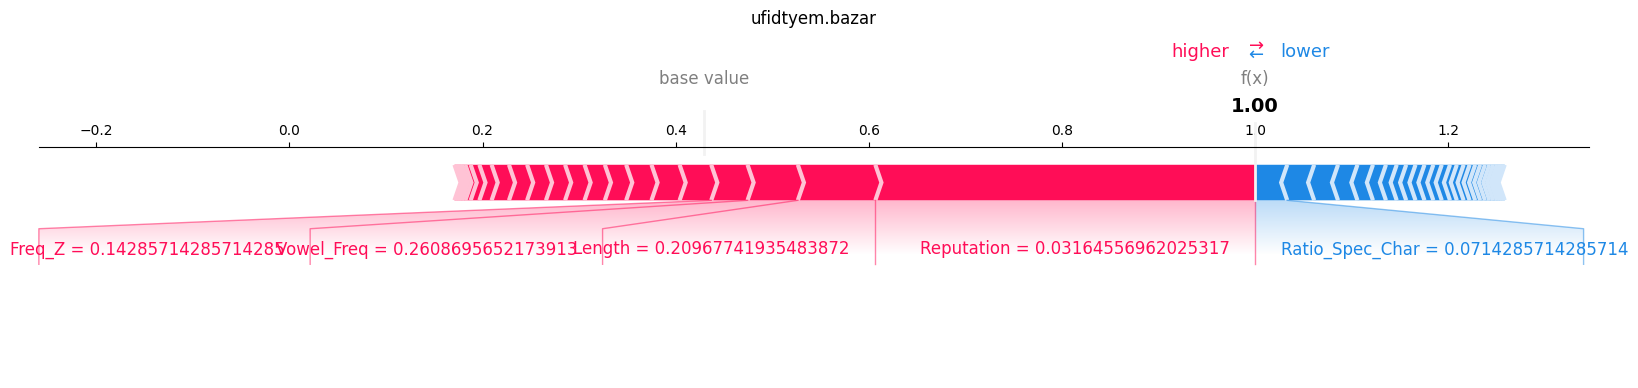 ufidtyem.bazar
higher ⇄ lower
base value f(x)
1.00
−0.2 0.0 0.2 0.4 0.6 0.8 1.0 1.2
Freq_Z = 0.14285714285714285 Vowel_Freq = 0.2608695652173913 Length = 0.20967741935483872 Reputation = 0.03164556962025317 Ratio_Spec_Char = 0.0714285714285714